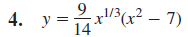 4. y = 9/14 x^{1/3}(x² − 7)